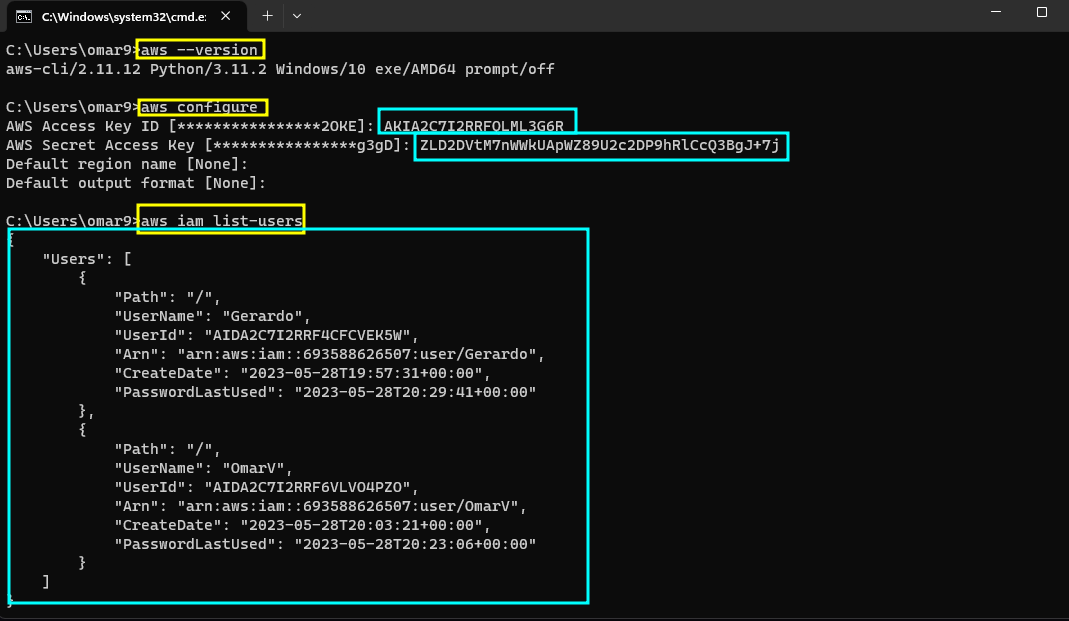 C:\Windows\system32\cmd.e:
C:\Users\omar9>aws --version
aws-cli/2.11.12 Python/3.11.2 Windows/10 exe/AMD64 prompt/off
C:\Users\omar9>aws configure
AWS Access Key ID [****************2OKE]: AKIA2C7I2RRFOLML3G6R
AWS Secret Access Key [****************g3gD]: 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
Default region name [None]:
Default output format [None]:
C:\Users\omar9>aws iam list-users
{
    "Users": [
        {
            "Path": "/",
            "UserName": "Gerardo",
            "UserId": "AIDA2C7I2RRF4CFCVEK5W",
            "Arn": "arn:aws:iam::693588626507:user/Gerardo",
            "CreateDate": "2023-05-28T19:57:31+00:00",
            "PasswordLastUsed": "2023-05-28T20:29:41+00:00"
        },
        {
            "Path": "/",
            "UserName": "OmarV",
            "UserId": "AIDA2C7I2RRF6VLVO4PZO",
            "Arn": "arn:aws:iam::693588626507:user/OmarV",
            "CreateDate": "2023-05-28T20:03:21+00:00",
            "PasswordLastUsed": "2023-05-28T20:23:06+00:00"
        }
    ]
}